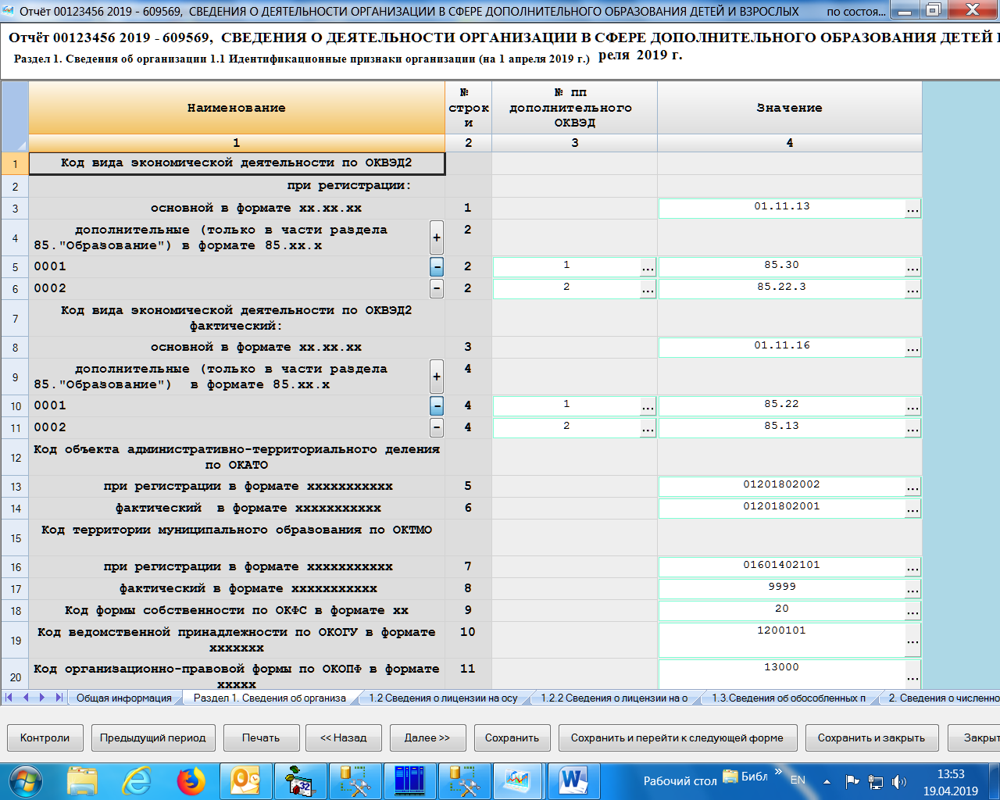 Отчёт 00123456 2019 - 609569, СВЕДЕНИЯ О ДЕЯТЕЛЬНОСТИ ОРГАНИЗАЦИИ В СФЕРЕ ДОПОЛНИТЕЛЬНОГО ОБРАЗОВАНИЯ ДЕТЕЙ И ВЗРОСЛЫХ по состоя...
Отчёт 00123456 2019 - 609569, СВЕДЕНИЯ О ДЕЯТЕЛЬНОСТИ ОРГАНИЗАЦИИ В СФЕРЕ ДОПОЛНИТЕЛЬНОГО ОБРАЗОВАНИЯ ДЕТЕЙ
Раздел 1. Сведения об организации 1.1 Идентификационные признаки организации (на 1 апреля 2019 г.) реля 2019 г.
Наименование
№ строк и
№ пп дополнительного ОКВЭД
Значение
1 2 3 4
1 Код вида экономической деятельности по ОКВЭД2
2 при регистрации:
3 основной в формате хх.хх.хх 1 01.11.13 ...
4 дополнительные (только в части раздела 2
85."Образование") в формате 85.хх.х +
5 0001 - 2 1 ... 85.30 ...
6 0002 - 2 2 ... 85.22.3 ...
7 Код вида экономической деятельности по ОКВЭД2
фактический:
8 основной в формате хх.хх.хх 3 01.11.16 ...
9 дополнительные (только в части раздела 4
85."Образование") в формате 85.хх.х +
10 0001 - 4 1 ... 85.22 ...
11 0002 - 4 2 ... 85.13 ...
12 Код объекта административно-территориального деления
по ОКАТО
13 при регистрации в формате ххххххххххх 5 01201802002 ...
14 фактический в формате ххххххххххх 6 01201802001 ...
15 Код территории муниципального образования по ОКТМО
16 при регистрации в формате ххххххххххх 7 01601402101 ...
17 фактический в формате ххххххххххх 8 9999 ...
18 Код формы собственности по ОКФС в формате хх 9 20 ...
19 Код ведомственной принадлежности по ОКОГУ в формате 10 1200101 ...
ххххххх
20 Код организационно-правовой формы по ОКОПФ в формате 11 13000 ...
ххххх
Общая информация Раздел 1. Сведения об организа 1.2 Сведения о лицензии на осу 1.2.2 Сведения о лицензии на о 1.3.Сведения об обособленных п 2. Сведения о численно
Контроли Предыдущий период Печать << Назад Далее >> Сохранить Сохранить и перейти к следующей форме Сохранить и закрыть Закрыт
Рабочий стол Библ » EN 13:53
19.04.2019
32
W